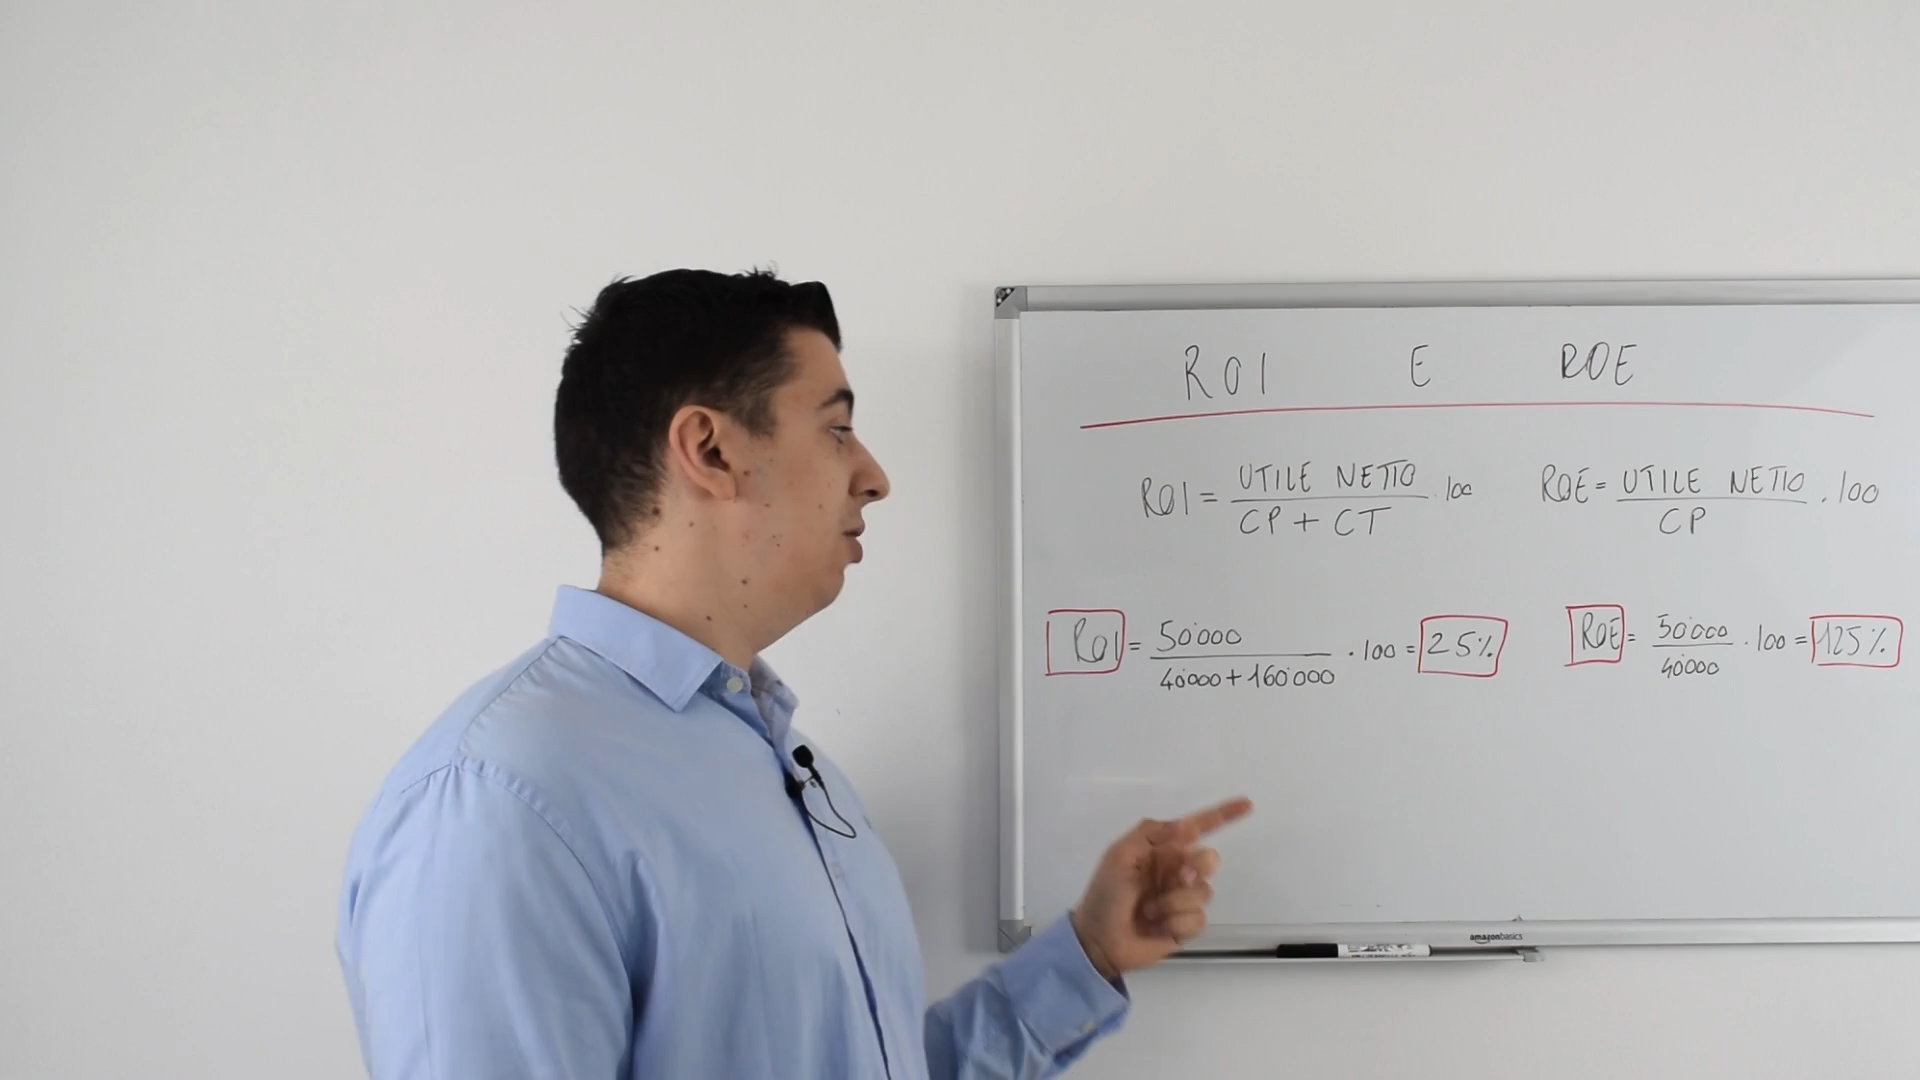 ROI E ROE
ROI = UTILE NETTO / CP + CT . 100
ROE = UTILE NETTO / CP . 100
ROI = 50'000 / 40'000 + 160'000 . 100 = 25%
ROE = 50'000 / 40'000 . 100 = 125%
amazonbasics